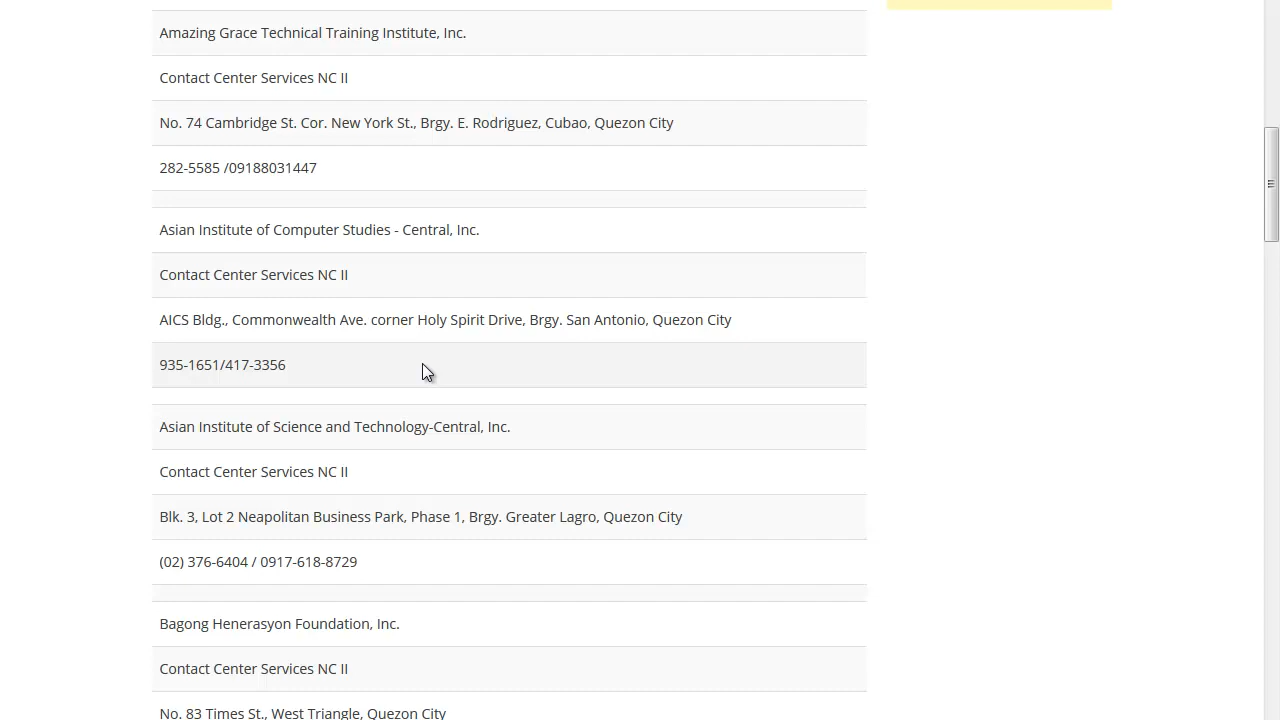 Amazing Grace Technical Training Institute, Inc.
Contact Center Services NC II
No. 74 Cambridge St. Cor. New York St., Brgy. E. Rodriguez, Cubao, Quezon City
282-5585 /09188031447
Asian Institute of Computer Studies - Central, Inc.
Contact Center Services NC II
AICS Bldg., Commonwealth Ave. corner Holy Spirit Drive, Brgy. San Antonio, Quezon City
935-1651/417-3356
Asian Institute of Science and Technology-Central, Inc.
Contact Center Services NC II
Blk. 3, Lot 2 Neapolitan Business Park, Phase 1, Brgy. Greater Lagro, Quezon City
(02) 376-6404 / 0917-618-8729
Bagong Henerasyon Foundation, Inc.
Contact Center Services NC II
No. 83 Times St., West Triangle, Quezon City